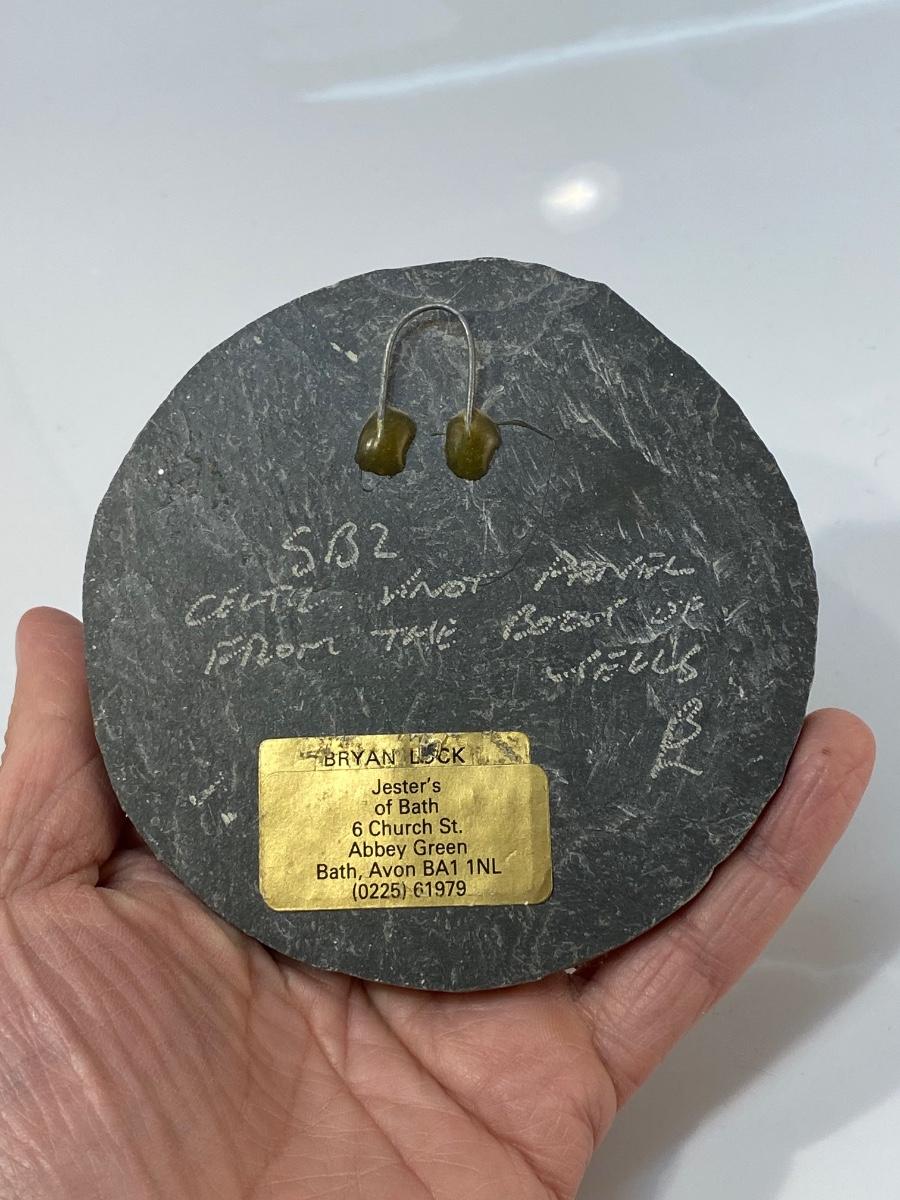 SB2
CELTIC KNOT PANEL
FROM THE BOOK OF
KELLS
BRYAN LOCK
Jester's
of Bath
6 Church St.
Abbey Green
Bath, Avon BA1 1NL
(0225) 61979